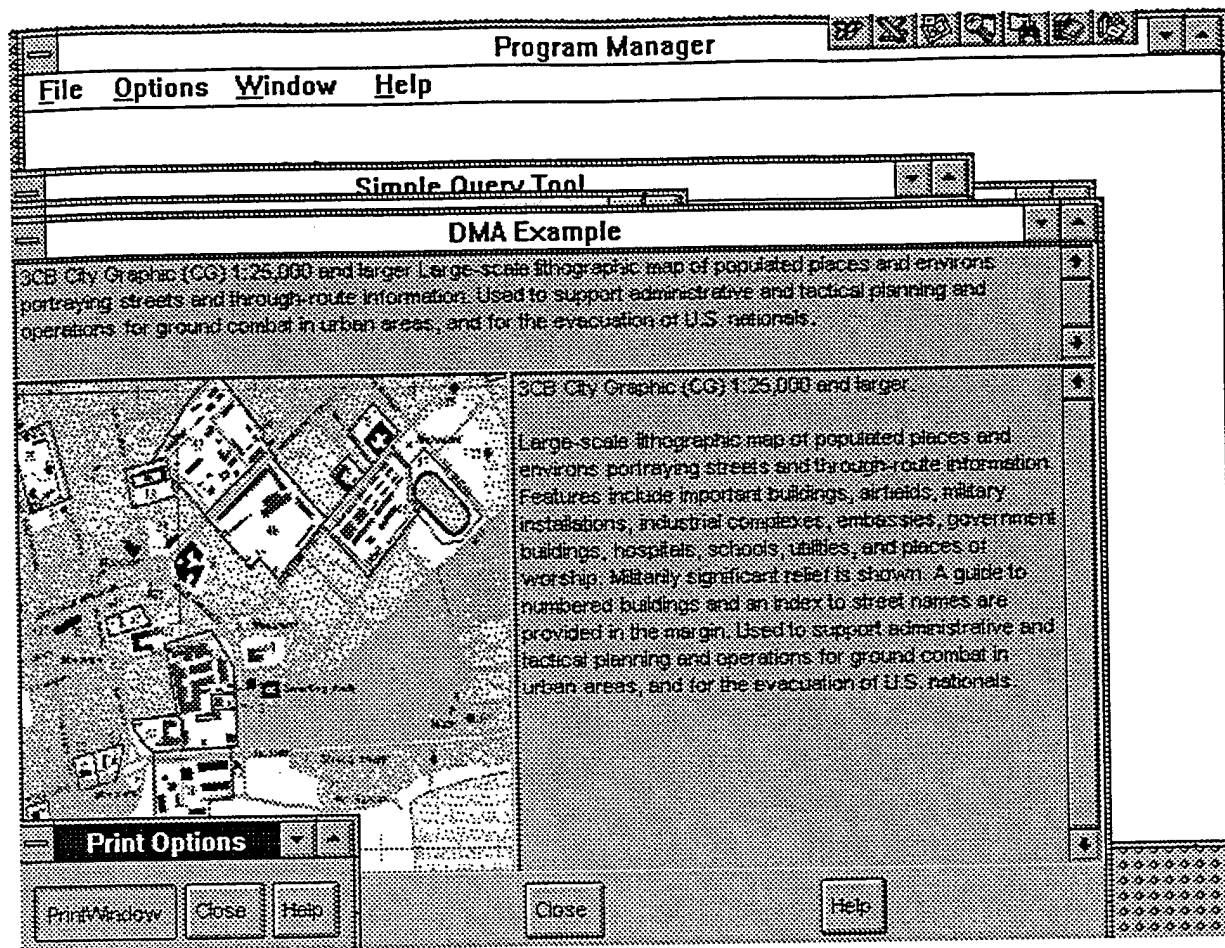 Program Manager
File Options Window Help
Simple Query Tool
DMA Example
3CB City Graphic (CG) 1:25,000 and larger Large-scale lithographic map of populated places and environs
portraying streets and through-route information. Used to support administrative and tactical planning and
operations for ground combat in urban areas, and for the evacuation of U.S. nationals.
3CB City Graphic (CG) 1:25,000 and larger
Large-scale lithographic map of populated places and
environs portraying streets and through-route information.
Features include important buildings, airfields, military
installations, industrial complexes, embassies, government
buildings, hospitals, schools, utilities, and places of
worship. Militarily significant relief is shown. A guide to
numbered buildings and an index to street names are
provided in the margin. Used to support administrative and
tactical planning and operations for ground combat in
urban areas, and for the evacuation of U.S. nationals.
Print Options
PrintWindow Close Help
Close Help